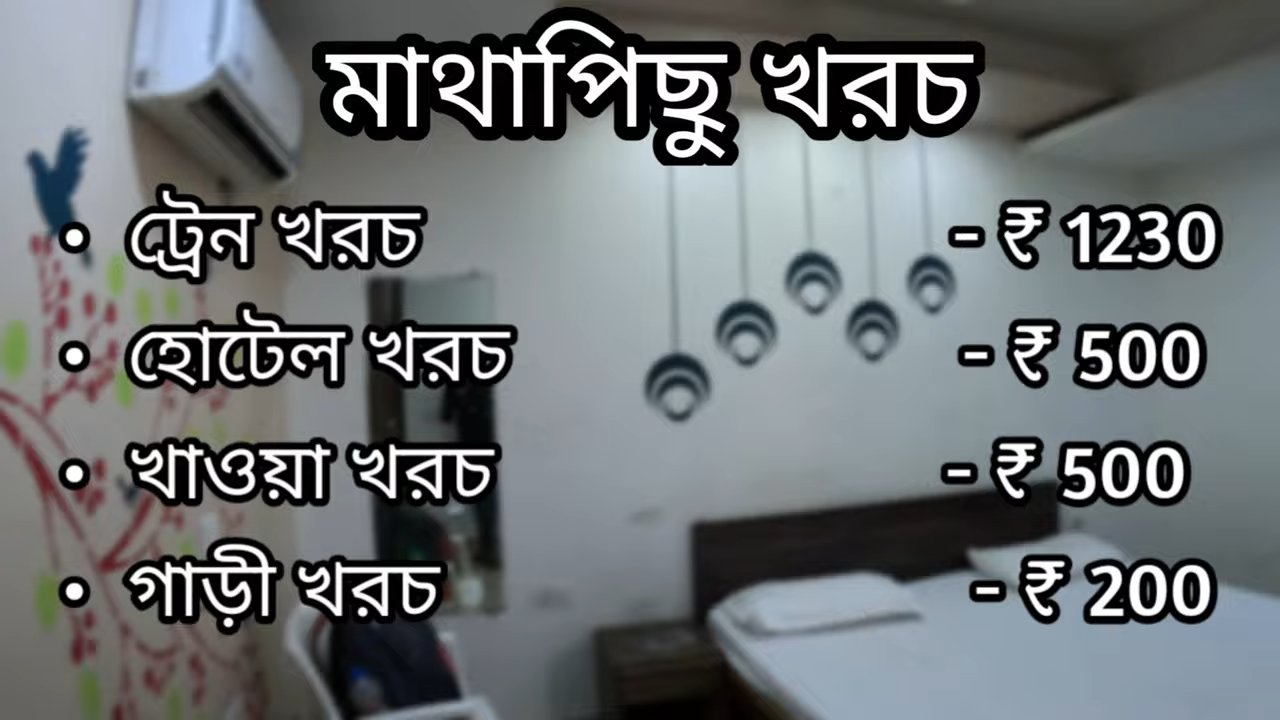 মাথাপিছু খরচ
• ট্রেন খরচ - ₹ 1230
• হোটেল খরচ - ₹ 500
• খাওয়া খরচ - ₹ 500
• গাড়ী খরচ - ₹ 200